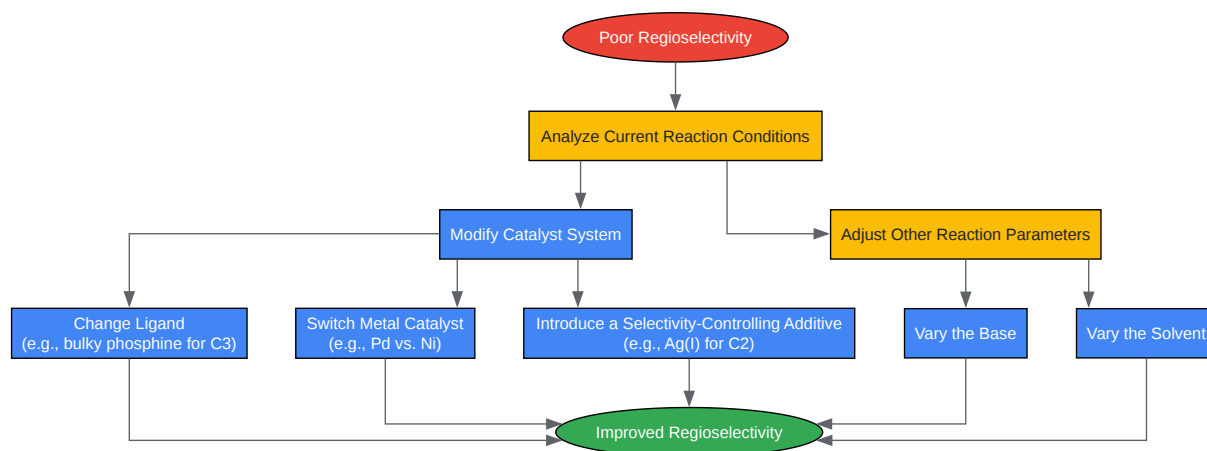 Poor Regioselectivity
Analyze Current Reaction Conditions
Modify Catalyst System
Adjust Other Reaction Parameters
Change Ligand
(e.g., bulky phosphine for C3)
Switch Metal Catalyst
(e.g., Pd vs. Ni)
Introduce a Selectivity-Controlling Additive
(e.g., Ag(I) for C2)
Vary the Base
Vary the Solvent
Improved Regioselectivity